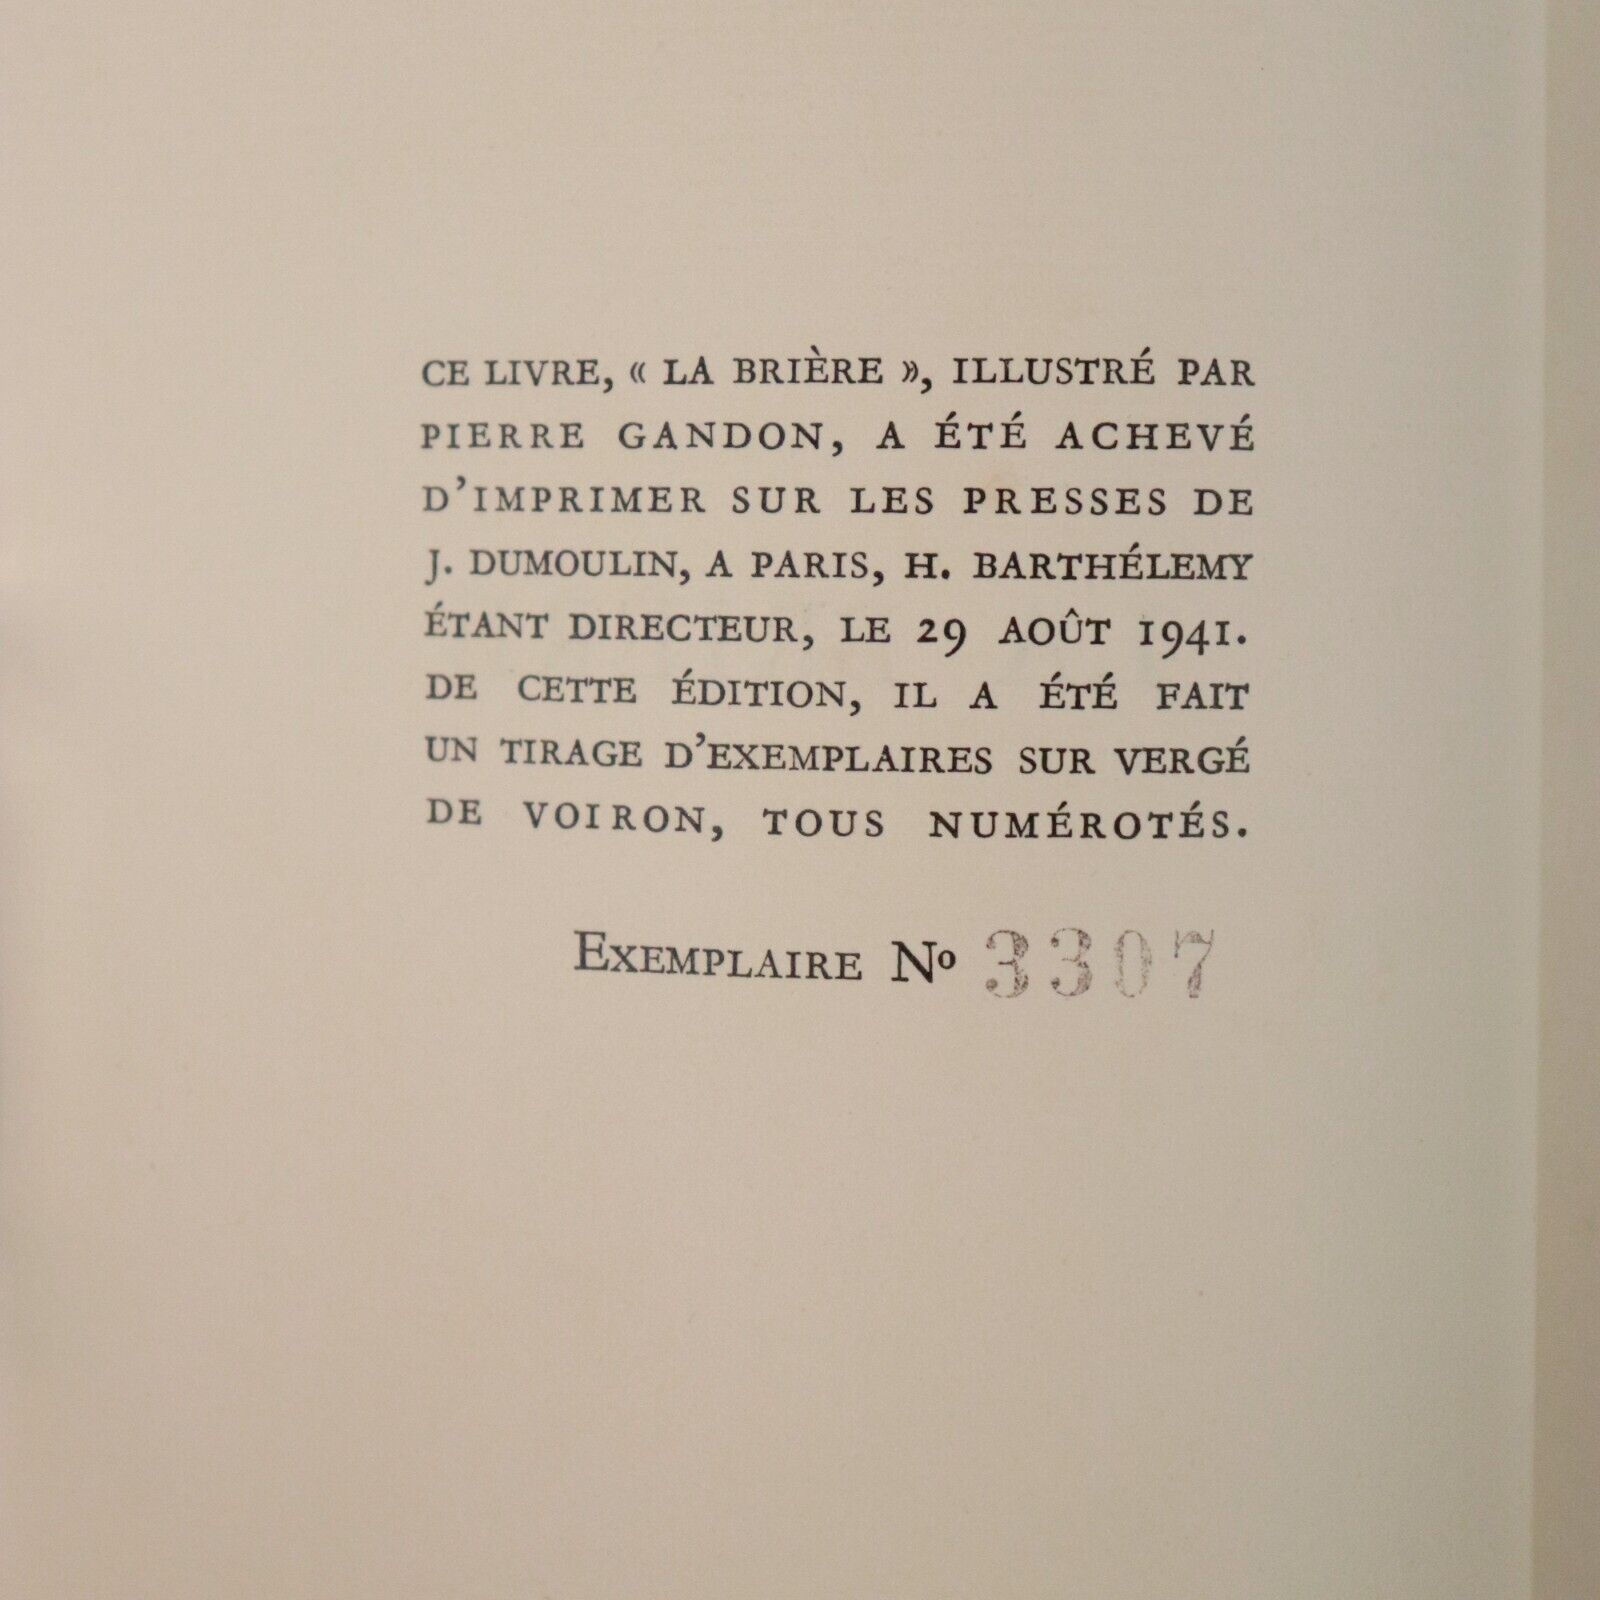 CE LIVRE, « LA BRIÈRE », ILLUSTRÉ PAR
PIERRE GANDON, A ÉTÉ ACHEVÉ
D'IMPRIMER SUR LES PRESSES DE
J. DUMOULIN, A PARIS, H. BARTHÉLEMY
ÉTANT DIRECTEUR, LE 29 AOÛT 1941.
DE CETTE ÉDITION, IL A ÉTÉ FAIT
UN TIRAGE D'EXEMPLAIRES SUR VERGÉ
DE VOIRON, TOUS NUMÉROTÉS.
EXEMPLAIRE Nº 3307